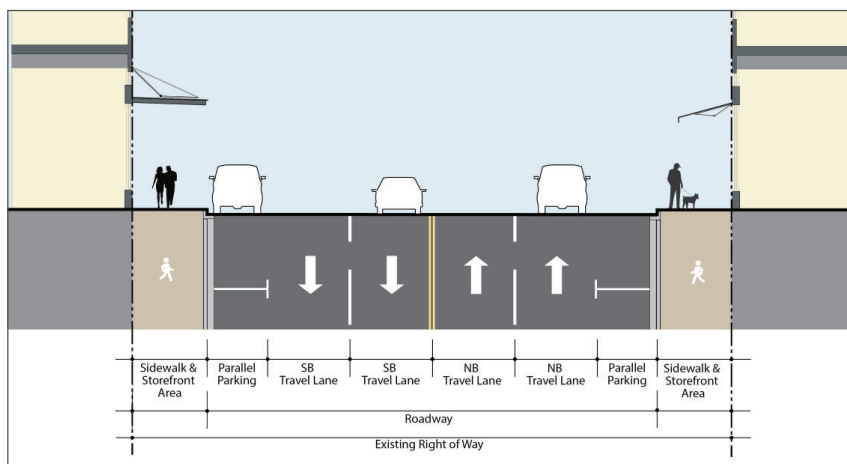 Sidewalk &
Storefront
Area
Parallel
Parking
SB
Travel Lane
SB
Travel Lane
NB
Travel Lane
NB
Travel Lane
Parallel
Parking
Sidewalk &
Storefront
Area
Roadway
Existing Right of Way